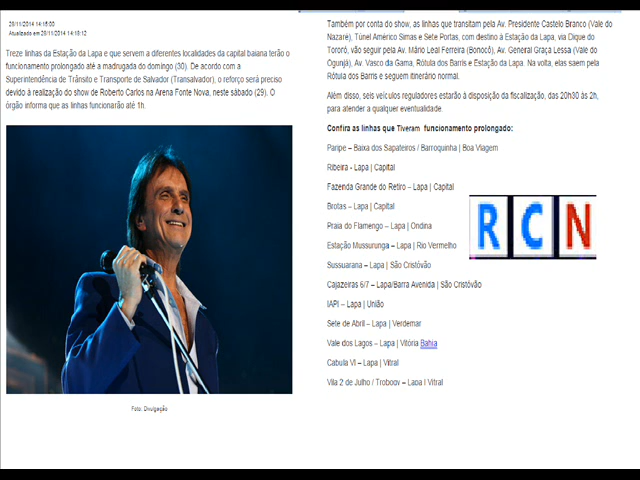 28/11/2014 14:15:00
Atualizado em 28/11/2014 14:18:12
Treze linhas da Estação da Lapa e que servem a diferentes localidades da capital baiana terão o
funcionamento prolongado até a madrugada do domingo (30). De acordo com a
Superintendência de Trânsito e Transporte de Salvador (Transalvador), o reforço será preciso
devido à realização do show de Roberto Carlos na Arena Fonte Nova, neste sábado (29). O
órgão informa que as linhas funcionarão até 1h.
Foto: Divulgação
Também por conta do show, as linhas que transitam pela Av. Presidente Castelo Branco (Vale do
Nazaré), Túnel Américo Simas e Sete Portas, com destino à Estação da Lapa, via Dique do
Tororó, vão seguir pela Av. Mário Leal Ferreira (Bonocô), Av. General Graça Lessa (Vale do
Ogunjá), Av. Vasco da Gama, Rótula dos Barris e Estação da Lapa. Na volta, elas saem pela
Rótula dos Barris e seguem itinerário normal.
Além disso, seis veículos reguladores estarão à disposição da fiscalização, das 20h30 às 2h,
para atender a qualquer eventualidade.
Confira as linhas que Tiveram funcionamento prolongado:
Paripe – Baixa dos Sapateiros / Barroquinha | Boa Viagem
Ribeira - Lapa | Capital
Fazenda Grande do Retiro – Lapa | Capital
Brotas – Lapa | Capital
Praia do Flamengo – Lapa | Ondina
Estação Mussurunga – Lapa | Rio Vermelho
Sussuarana – Lapa | São Cristóvão
Cajazeiras 6/7 – Lapa/Barra Avenida | São Cristóvão
IAPI – Lapa | União
Sete de Abril – Lapa | Verdemar
Vale dos Lagos – Lapa | Vitória Bahia
Cabula VI – Lapa | Vitral
Vila 2 de Julho / Trobogy – Lapa | Vitral
RCN